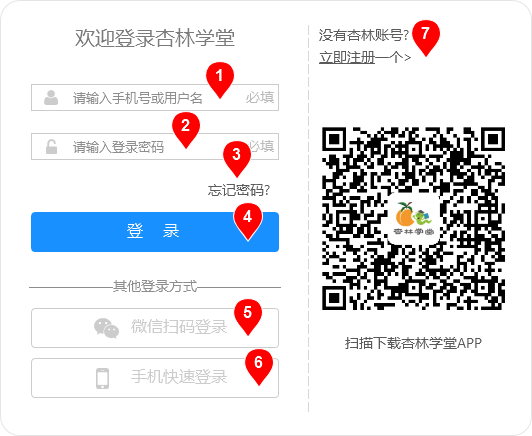 欢迎登录杏林学堂
1
请输入手机号或用户名 必填
2
请输入登录密码 必填
3
忘记密码?
4
登 录
其他登录方式
5
微信扫码登录
6
手机快速登录
没有杏林账号?
7
立即注册一个>
杏林学堂
扫描下载杏林学堂APP